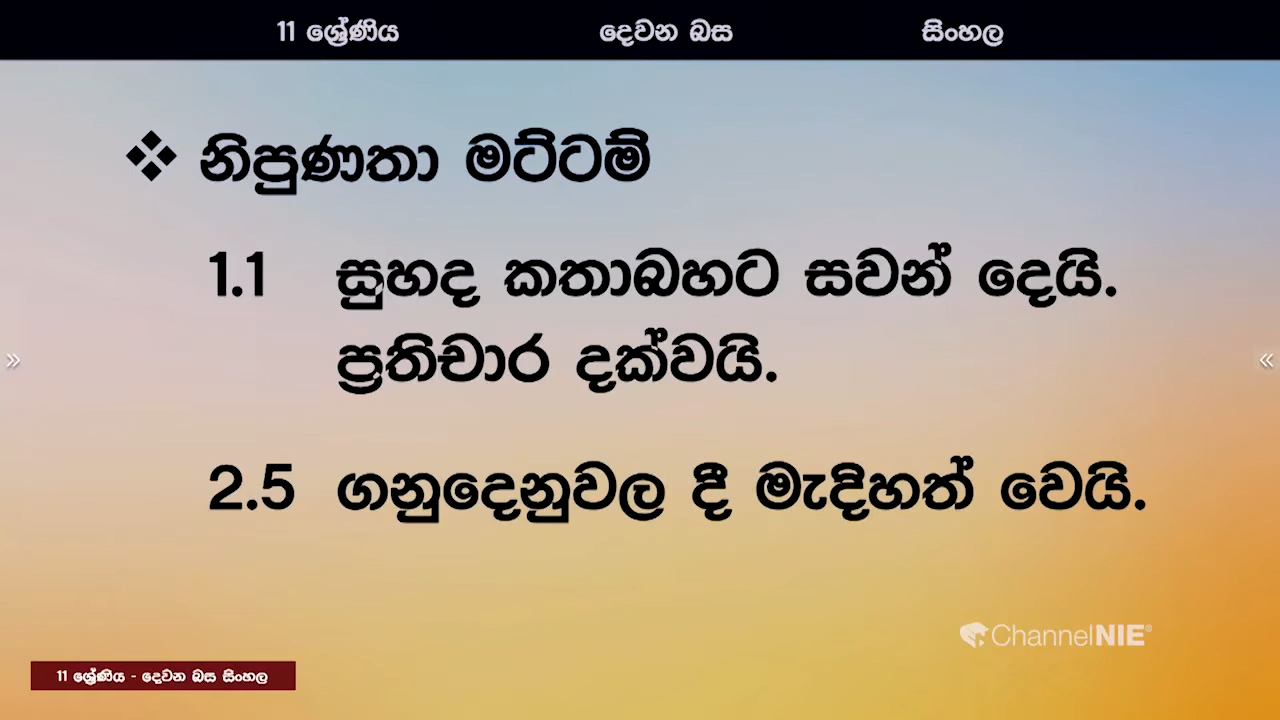 11 ශ්‍රේණිය දෙවන බස සිංහල
❖ නිපුණතා මට්ටම්
1.1 සුහද කතාබහට සවන් දෙයි.
ප්‍රතිචාර දක්වයි.
2.5 ගනුදෙනුවල දී මැදිහත් වෙයි.
ChannelNIE®
11 ශ්‍රේණිය - දෙවන බස සිංහල